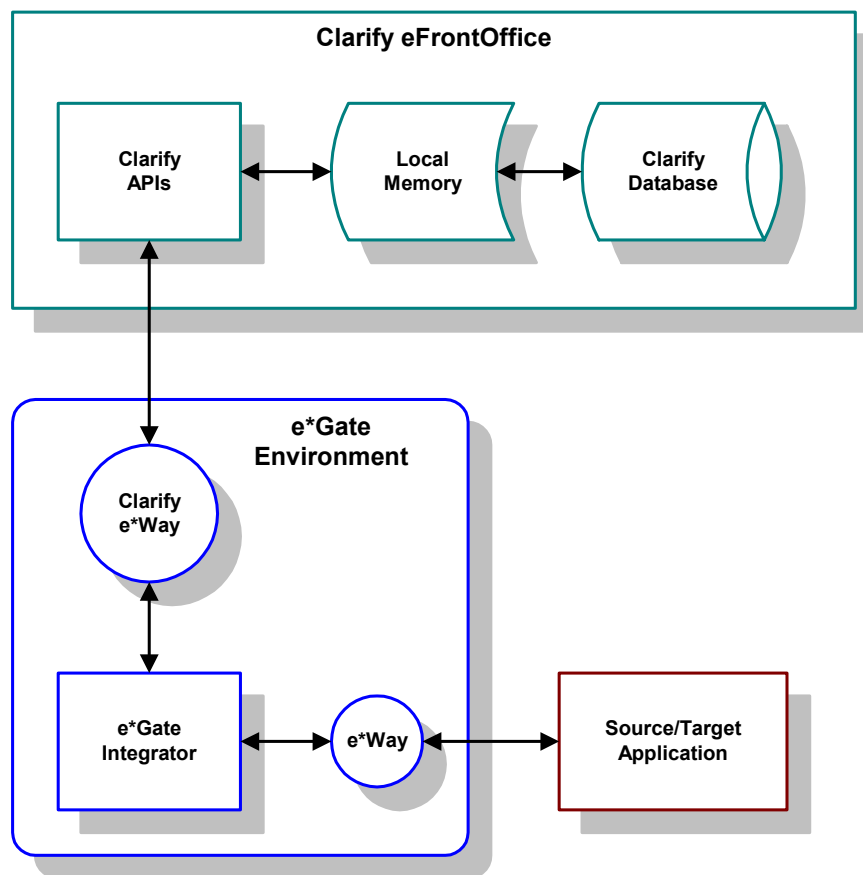 Clarify eFrontOffice
Clarify
APIs
Local
Memory
Clarify
Database
e*Gate
Environment
Clarify
e*Way
e*Gate
Integrator
e*Way
Source/Target
Application